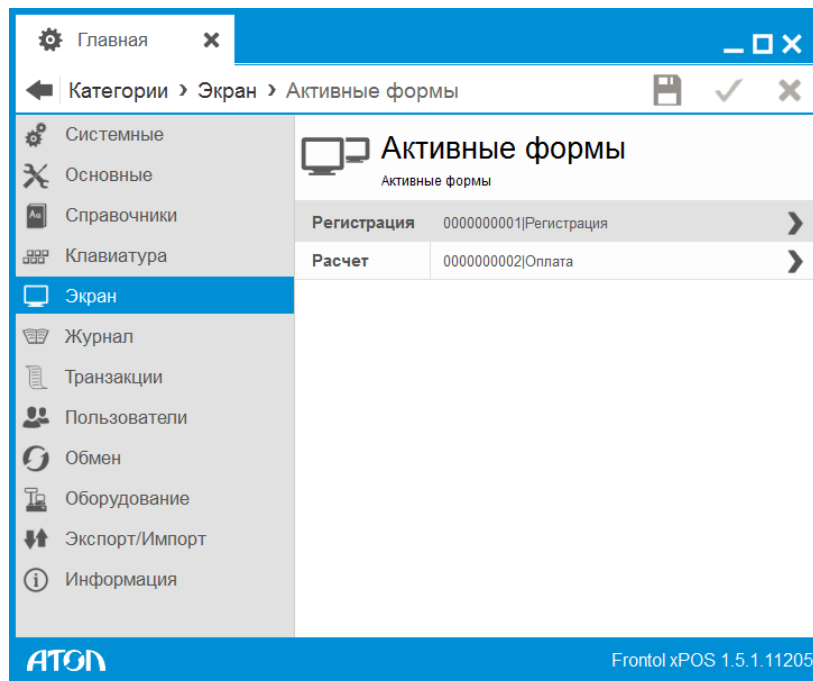 Главная
Категории › Экран › Активные формы
Системные
Основные
Справочники
Клавиатура
Экран
Журнал
Транзакции
Пользователи
Обмен
Оборудование
Экспорт/Импорт
Информация
Активные формы
Активные формы
Регистрация 0000000001|Регистрация
Расчет 0000000002|Оплата
ATOL Frontol xPOS 1.5.1.11205